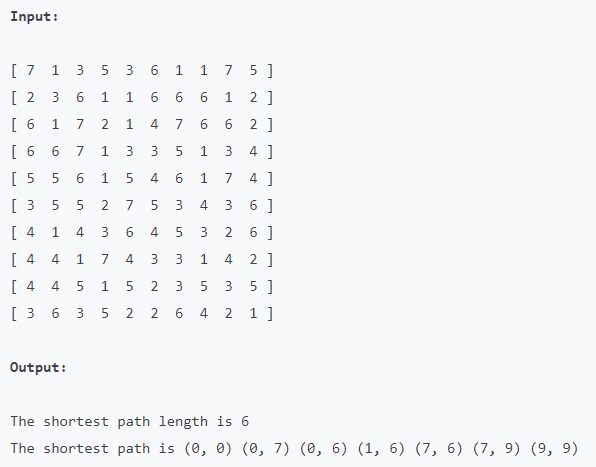 Input:
[ 7 1 3 5 3 6 1 1 7 5 ]
[ 2 3 6 1 1 6 6 6 1 2 ]
[ 6 1 7 2 1 4 7 6 6 2 ]
[ 6 6 7 1 3 3 5 1 3 4 ]
[ 5 5 6 1 5 4 6 1 7 4 ]
[ 3 5 5 2 7 5 3 4 3 6 ]
[ 4 1 4 3 6 4 5 3 2 6 ]
[ 4 4 1 7 4 3 3 1 4 2 ]
[ 4 4 5 1 5 2 3 5 3 5 ]
[ 3 6 3 5 2 2 6 4 2 1 ]
Output:
The shortest path length is 6
The shortest path is (0, 0) (0, 7) (0, 6) (1, 6) (7, 6) (7, 9) (9, 9)